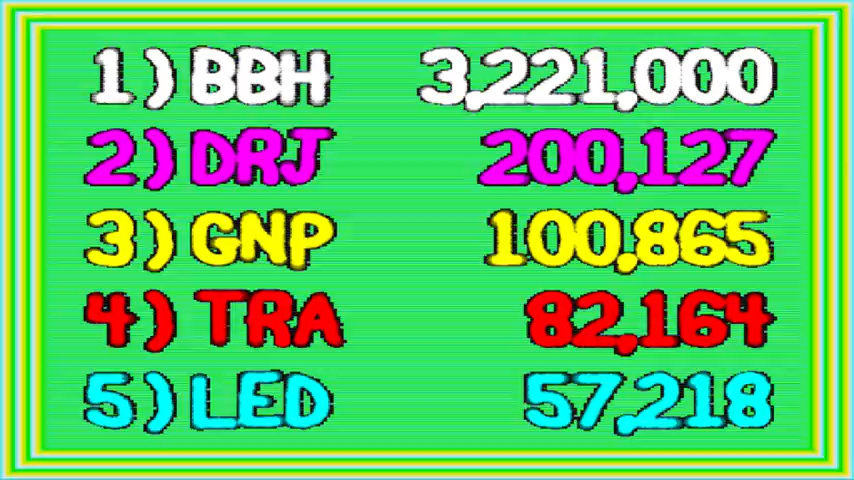 1) BBH 3,221,000
2) DRJ 200,127
3) GNP 100,865
4) TRA 82,164
5) LED 57,218